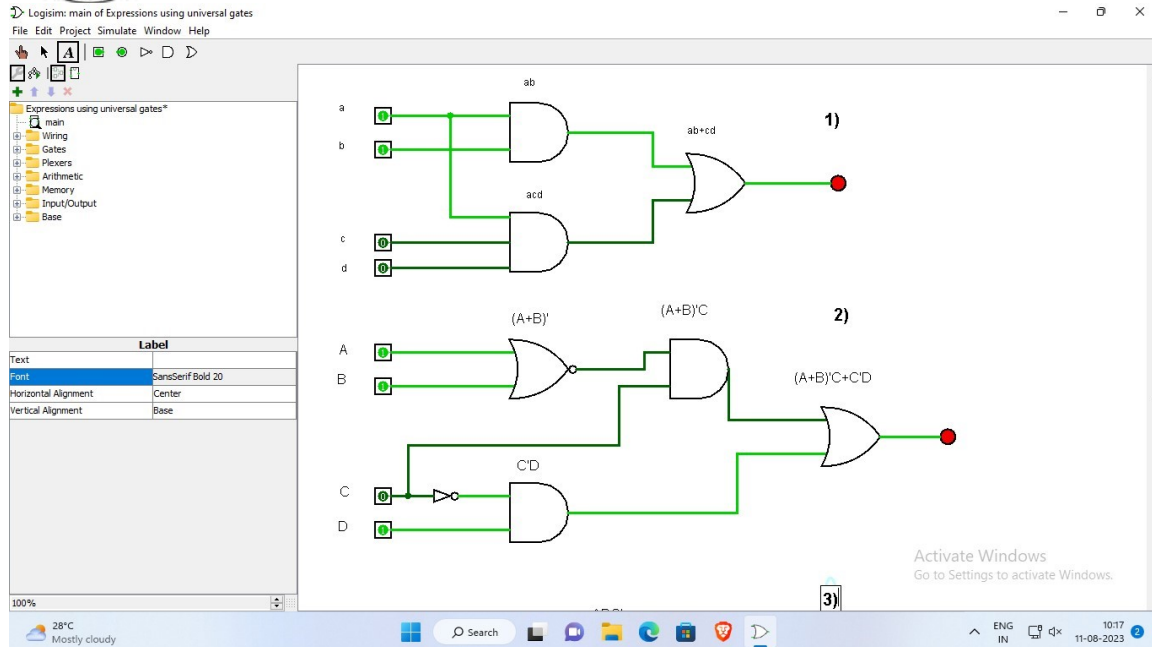 Logisim: main of Expressions using universal gates
File Edit Project Simulate Window Help
A
Expressions using universal gates*
main
Wiring
Gates
Plexers
Arithmetic
Memory
Input/Output
Base
Label
Text
Font SansSerif Bold 20
Horizontal Alignment Center
Vertical Alignment Base
100%
ab
a 1
1)
ab+cd
b 1
acd
c 0
d 0
(A+B)'
(A+B)'C
2)
A 1
B 1
(A+B)'C+C'D
C'D
C 0
D 1
Activate Windows
Go to Settings to activate Windows.
3)
28°C
Mostly cloudy
Search
ENG
IN
10:17
11-08-2023
2